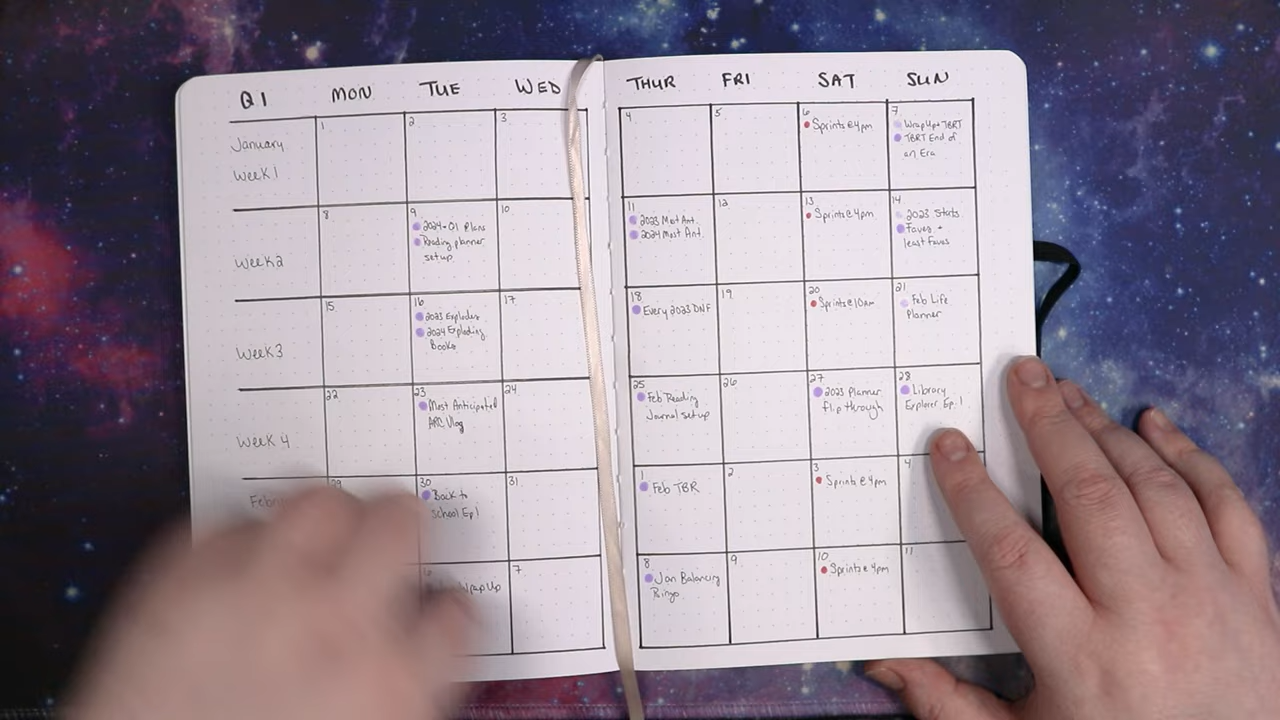 Q1 MON TUE WED THUR FRI SAT SUN
January
Week 1
1 2 3 4 5 6 7
Sprints @ 4pm
WrapUp + TBRT
TBRT End of
an Era
Week 2
8 9 10 11 12 13 14
2024 + Q1 Plans
Reading planner
setup
2023 Most Ant.
2024 Most Ant.
Sprints @ 4pm
2023 Stats
Faves +
least Faves
Week 3
15 16 17 18 19 20 21
2023 Exploding
2024 Exploding
Books
Every 2023 DNF
Sprints @ 10am
Feb Life
Planner
Week 4
22 23 24 25 26 27 28
Most Anticipated
ARC Vlog
Feb Reading
Journal setup
2023 Planner
flip through
Library
Explorer Ep. 1
Febru
29 30 31 1 2 3 4
Back to
School Ep 1
Feb TBR
Sprints @ 4pm
6 7 8 9 10 11
WrapUp
Jan Balancing
Bingo
Sprints @ 4pm